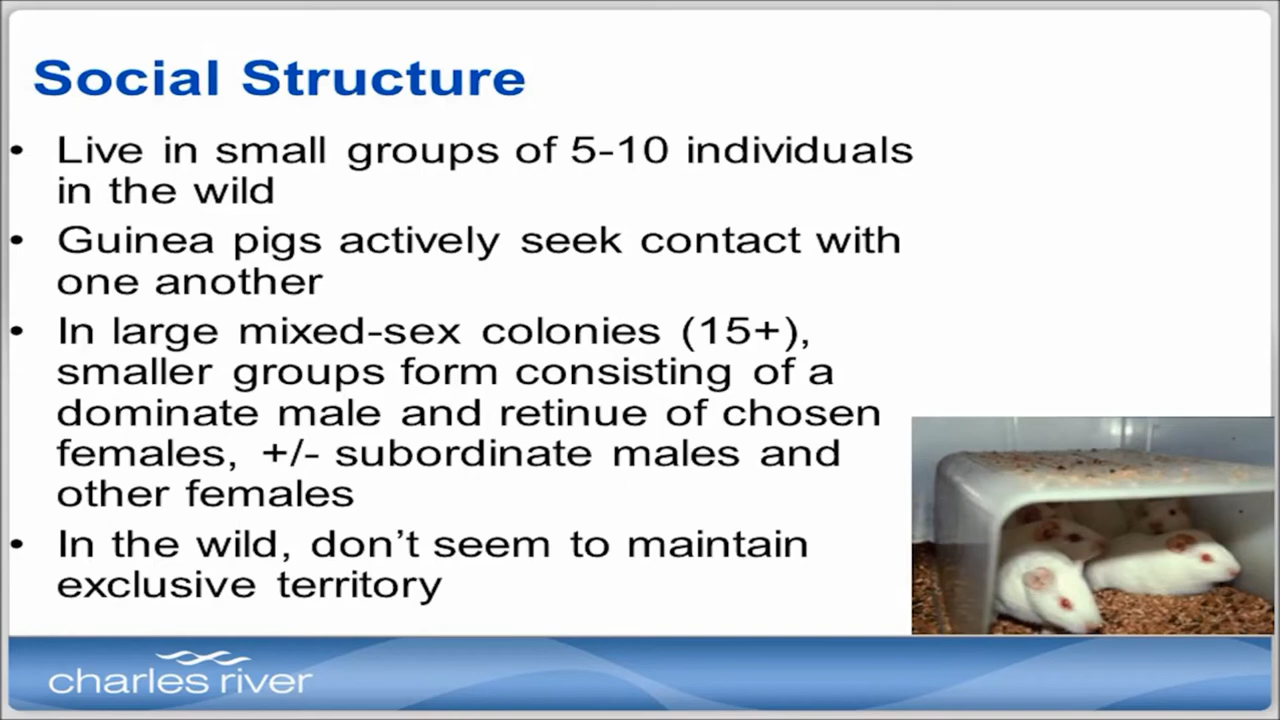 Social Structure
• Live in small groups of 5-10 individuals
in the wild
• Guinea pigs actively seek contact with
one another
• In large mixed-sex colonies (15+),
smaller groups form consisting of a
dominate male and retinue of chosen
females, +/- subordinate males and
other females
• In the wild, don’t seem to maintain
exclusive territory
charles river